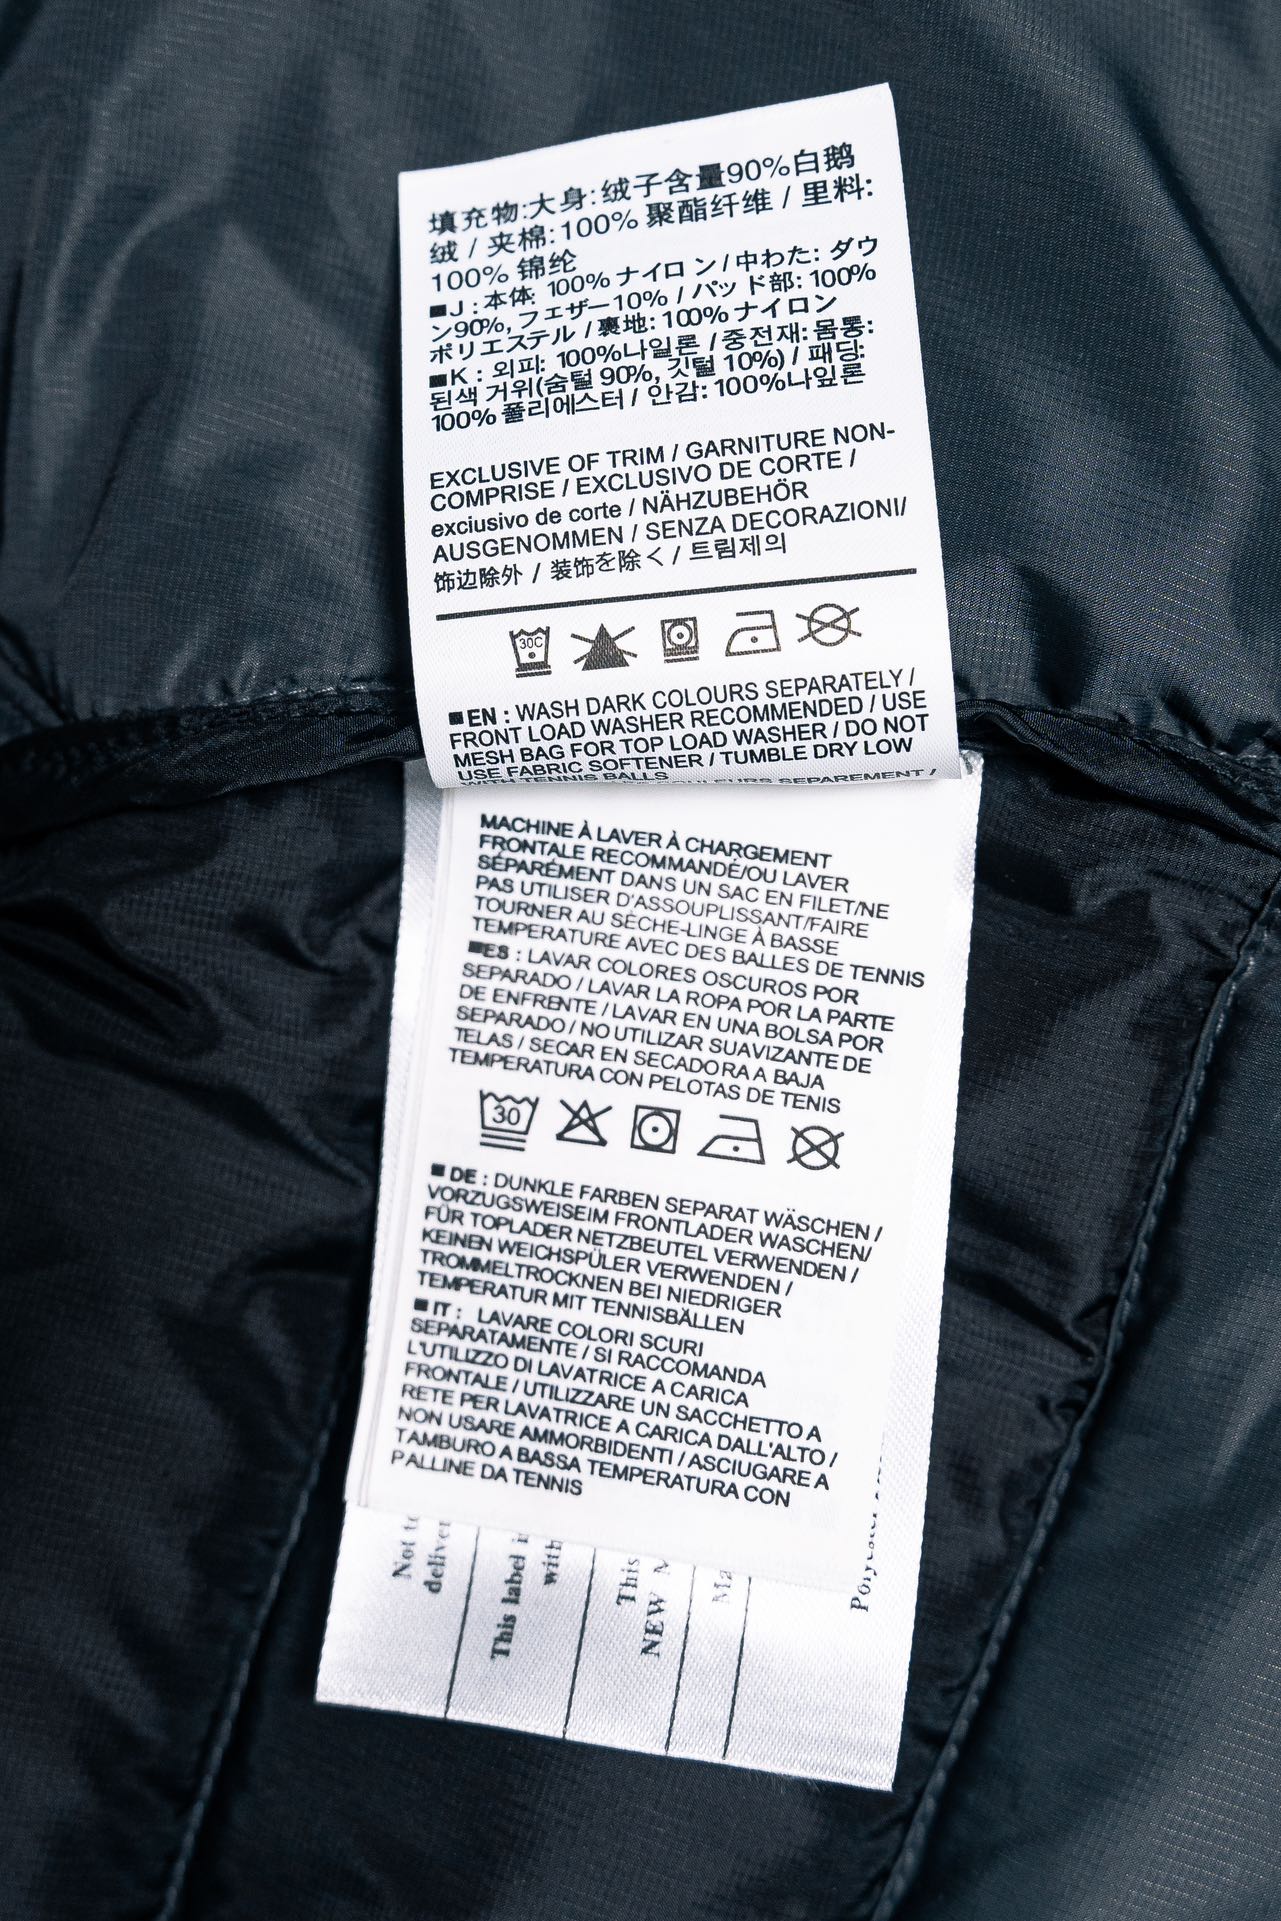 填充物:大身:绒子含量90%白鹅
绒 / 夹棉:100% 聚酯纤维 / 里料:
100% 锦纶
■J : 本体: 100% ナイロン / 中わた: ダウ
ン90%, フェザー10% / パッド部: 100%
ポリエステル / 裏地: 100% ナイロン
■K : 외피: 100%나일론 / 중전재: 몸통:
흰색 거위(솜털 90%, 깃털 10%) / 패딩:
100% 폴리에스터 / 안감: 100%나일론
EXCLUSIVE OF TRIM / GARNITURE NON-
COMPRISE / EXCLUSIVO DE CORTE /
exciusivo de corte / NÄHZUBEHÖR
AUSGENOMMEN / SENZA DECORAZIONI/
饰边除外 / 装飾を除く / 트림제의
30C
■EN : WASH DARK COLOURS SEPARATELY /
FRONT LOAD WASHER RECOMMENDED / USE
MESH BAG FOR TOP LOAD WASHER / DO NOT
USE FABRIC SOFTENER / TUMBLE DRY LOW
WITH TENNIS BALLS
COULEURS SEPAREMENT /
MACHINE À LAVER À CHARGEMENT
FRONTALE RECOMMANDÉ/OU LAVER
SÉPARÉMENT DANS UN SAC EN FILET/NE
PAS UTILISER D'ASSOUPLISSANT/FAIRE
TOURNER AU SÈCHE-LINGE À BASSE
TEMPERATURE AVEC DES BALLES DE TENNIS
■ES : LAVAR COLORES OSCUROS POR
SEPARADO / LAVAR LA ROPA POR LA PARTE
DE ENFRENTE / LAVAR EN UNA BOLSA POR
SEPARADO / NO UTILIZAR SUAVIZANTE DE
TELAS / SECAR EN SECADORA A BAJA
TEMPERATURA CON PELOTAS DE TENIS
30
■ DE : DUNKLE FARBEN SEPARAT WÄSCHEN /
VORZUGSWEISEIM FRONTLADER WASCHEN/
FÜR TOPLADER NETZBEUTEL VERWENDEN /
KEINEN WEICHSPÜLER VERWENDEN /
TROMMELTROCKNEN BEI NIEDRIGER
TEMPERATUR MIT TENNISBÄLLEN
■ IT : LAVARE COLORI SCURI
SEPARATAMENTE / SI RACCOMANDA
L'UTILIZZO DI LAVATRICE A CARICA
FRONTALE / UTILIZZARE UN SACCHETTO A
RETE PER LAVATRICE A CARICA DALL'ALTO /
NON USARE AMMORBIDENTI / ASCIUGARE A
TAMBURO A BASSA TEMPERATURA CON
PALLINE DA TENNIS
Not
This label
with
This
NEW